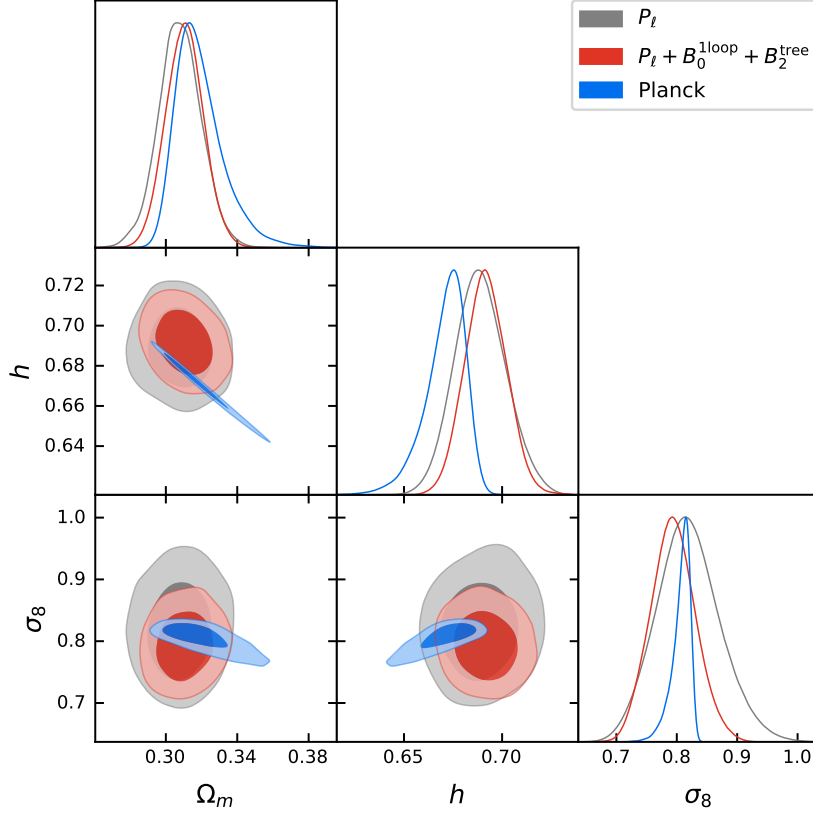 P_ℓ
P_ℓ + B_0^{1loop} + B_2^{tree}
Planck
0.72
0.70
0.68
0.66
0.64
h
1.0
0.9
0.8
0.7
σ_8
0.30 0.34 0.38
0.65 0.70
0.7 0.8 0.9 1.0
Ω_m
h
σ_8